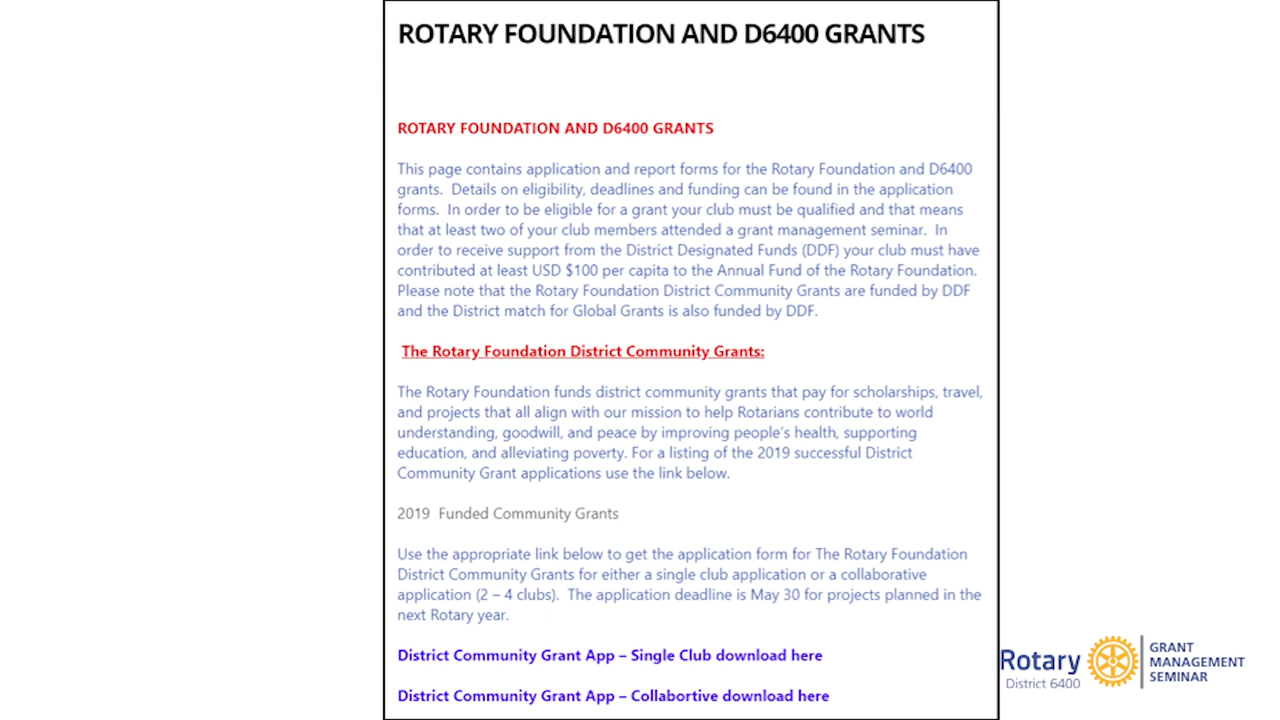 ROTARY FOUNDATION AND D6400 GRANTS
ROTARY FOUNDATION AND D6400 GRANTS
This page contains application and report forms for the Rotary Foundation and D6400
grants.  Details on eligibility, deadlines and funding can be found in the application
forms.  In order to be eligible for a grant your club must be qualified and that means
that at least two of your club members attended a grant management seminar.  In
order to receive support from the District Designated Funds (DDF) your club must have
contributed at least USD $100 per capita to the Annual Fund of the Rotary Foundation.
Please note that the Rotary Foundation District Community Grants are funded by DDF
and the District match for Global Grants is also funded by DDF.
The Rotary Foundation District Community Grants:
The Rotary Foundation funds district community grants that pay for scholarships, travel,
and projects that all align with our mission to help Rotarians contribute to world
understanding, goodwill, and peace by improving people's health, supporting
education, and alleviating poverty. For a listing of the 2019 successful District
Community Grant applications use the link below.
2019  Funded Community Grants
Use the appropriate link below to get the application form for The Rotary Foundation
District Community Grants for either a single club application or a collaborative
application (2 – 4 clubs).  The application deadline is May 30 for projects planned in the
next Rotary year.
District Community Grant App – Single Club download here
District Community Grant App – Collabortive download here
Rotary
District 6400
GRANT
MANAGEMENT
SEMINAR